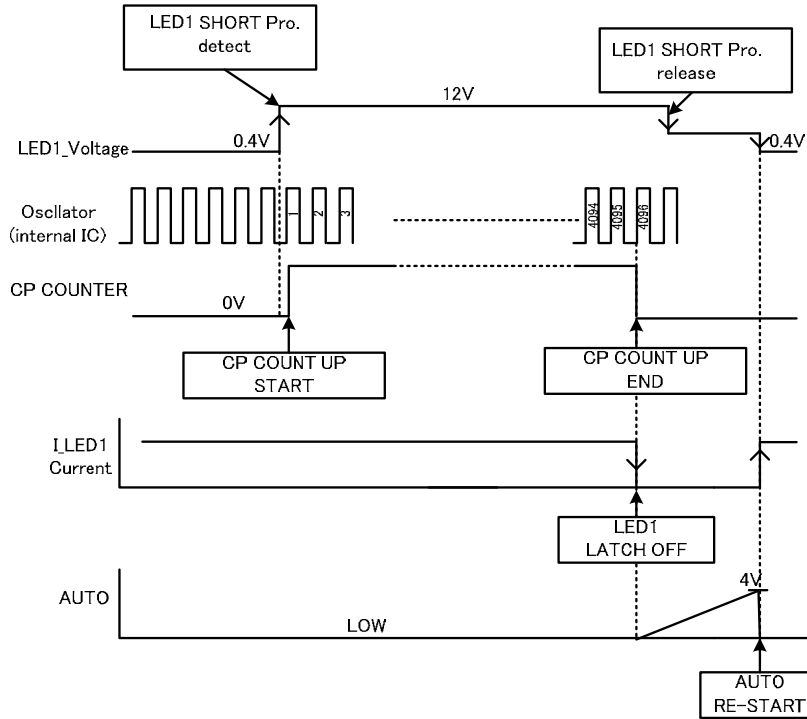 LED1 SHORT Pro.
detect
LED1 SHORT Pro.
release
12V
0.4V
0.4V
LED1_Voltage
Oscllator
(internal IC)
1
2
3
4094
4095
4096
CP COUNTER
0V
CP COUNT UP
START
CP COUNT UP
END
I_LED1
Current
LED1
LATCH OFF
AUTO
4V
LOW
AUTO
RE-START